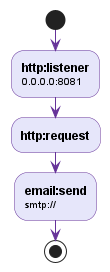 http:listener
0.0.0.0:8081
http:request
email:send
smtp://